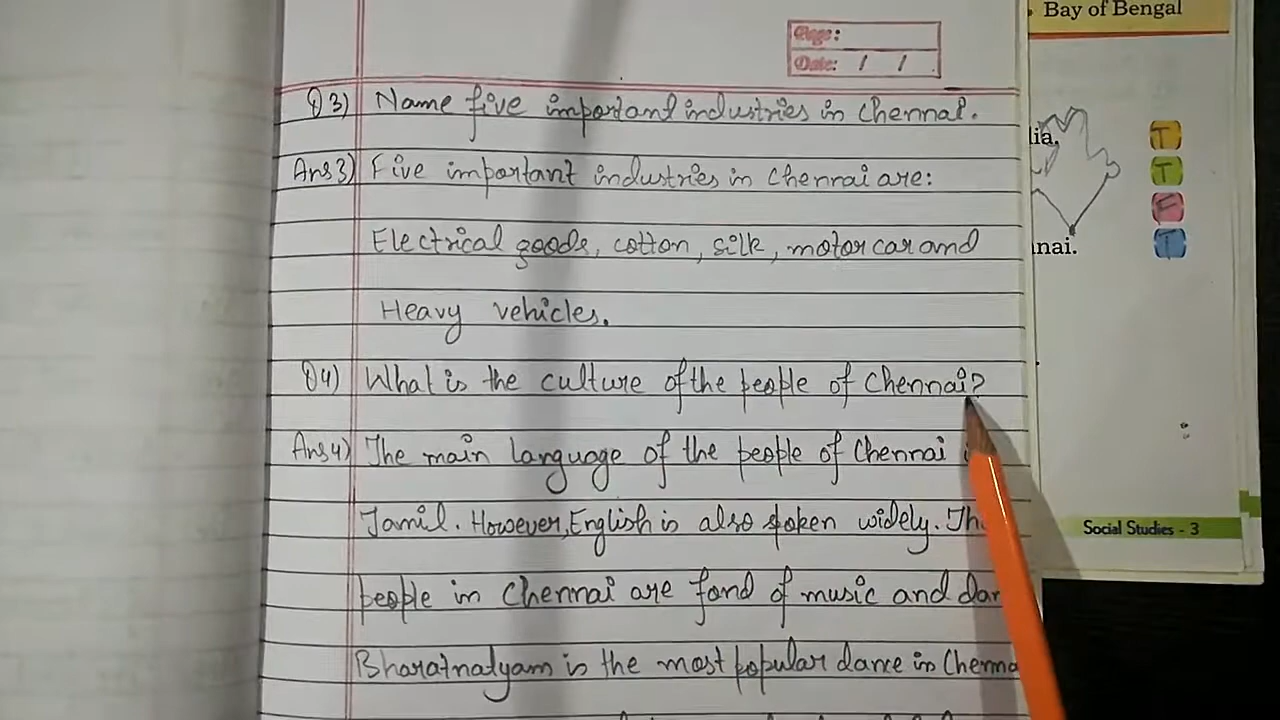 Bay of Bengal
Page:
Date: / /
Q3) Name five important industries in Chennai.
lia.
T
Ans3) Five important industries in Chennai are:
T
F
Electrical goods, cotton, silk, motor car and
nai.
T
Heavy vehicles.
Q4) What is the culture of the people of Chennai?
Ans4) The main language of the people of Chennai
Tamil. However, English is also spoken widely. Th
Social Studies - 3
people in Chennai are fond of music and dan
Bharatnatyam is the most popular dance in Chenna